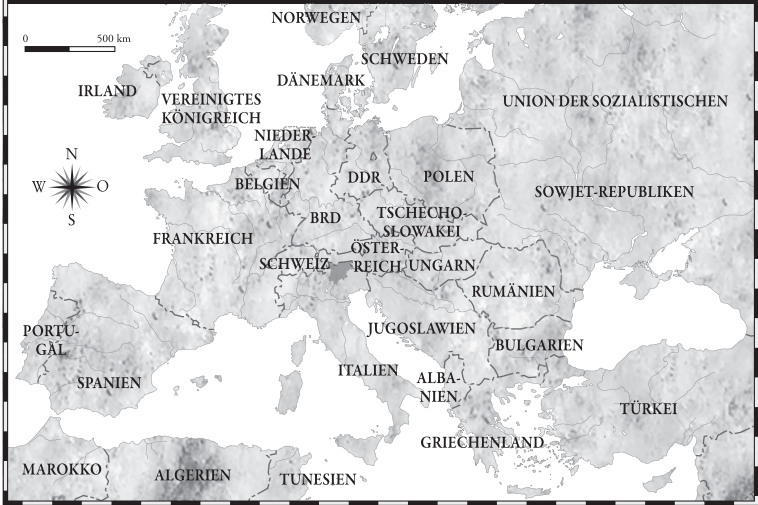 NORWEGEN
0 500 km
SCHWEDEN
DÄNEMARK
IRLAND
VEREINIGTES
KÖNIGREICH
UNION DER SOZIALISTISCHEN
NIEDER-
LANDE
N
W O
S
BELGIEN
DDR
POLEN
SOWJET-REPUBLIKEN
BRD
TSCHECHO-
SLOWAKEI
FRANKREICH
ÖSTER-
REICH
SCHWEIZ
UNGARN
RUMÄNIEN
PORTU-
GAL
JUGOSLAWIEN
BULGARIEN
SPANIEN
ITALIEN
ALBA-
NIEN
TÜRKEI
GRIECHENLAND
MAROKKO
ALGERIEN
TUNESIEN